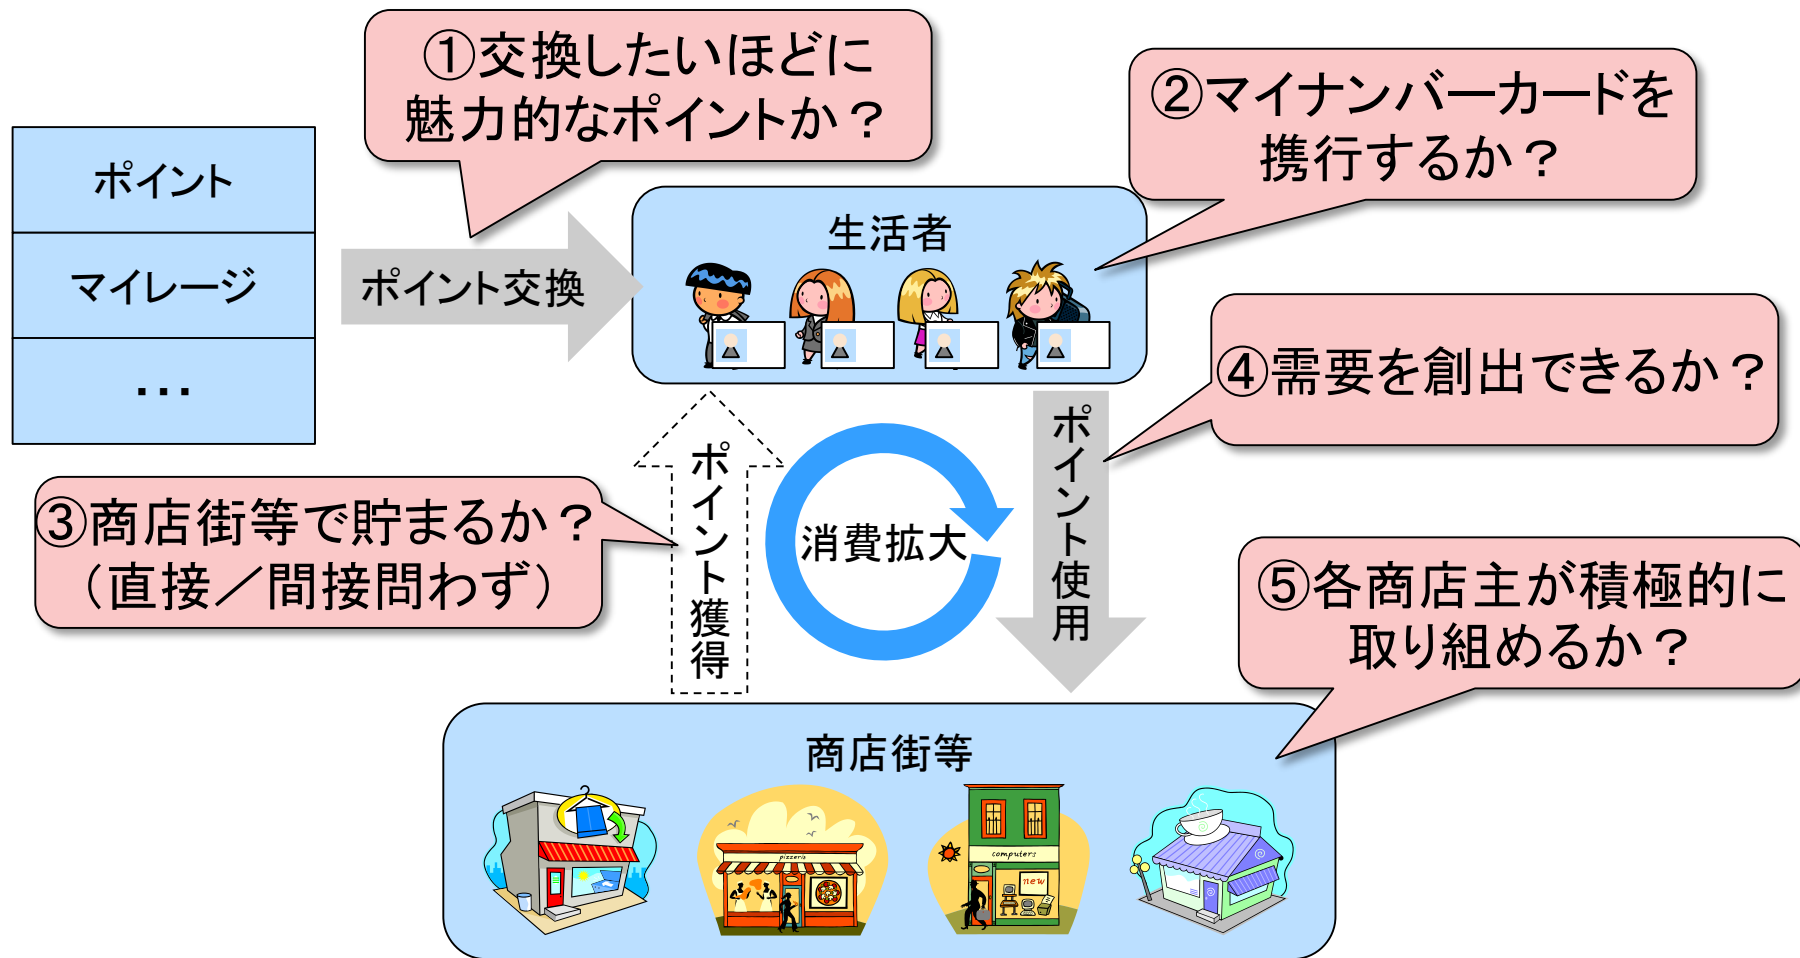 ①交換したいほどに
魅力的なポイントか？
②マイナンバーカードを
携行するか？
ポイント
マイレージ
・・・
ポイント交換
生活者
④需要を創出できるか？
③商店街等で貯まるか？
（直接／間接問わず）
ポイント獲得
消費拡大
ポイント使用
⑤各商店主が積極的に
取り組めるか？
商店街等
pizzeria
computers
new